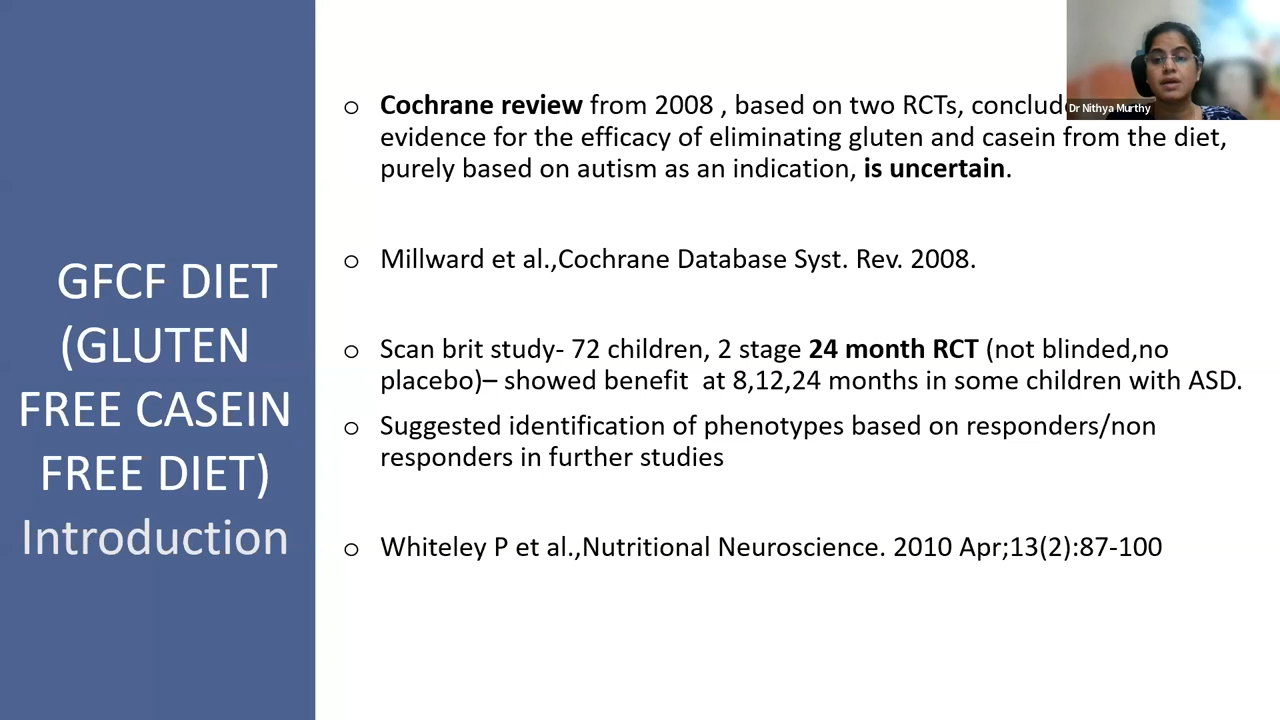 GFCF DIET
(GLUTEN
FREE CASEIN
FREE DIET)
Introduction
o Cochrane review from 2008 , based on two RCTs, conclude
evidence for the efficacy of eliminating gluten and casein from the diet,
purely based on autism as an indication, is uncertain.
o Millward et al.,Cochrane Database Syst. Rev. 2008.
o Scan brit study- 72 children, 2 stage 24 month RCT (not blinded,no
placebo)– showed benefit at 8,12,24 months in some children with ASD.
o Suggested identification of phenotypes based on responders/non
responders in further studies
o Whiteley P et al.,Nutritional Neuroscience. 2010 Apr;13(2):87-100
Dr Nithya Murthy